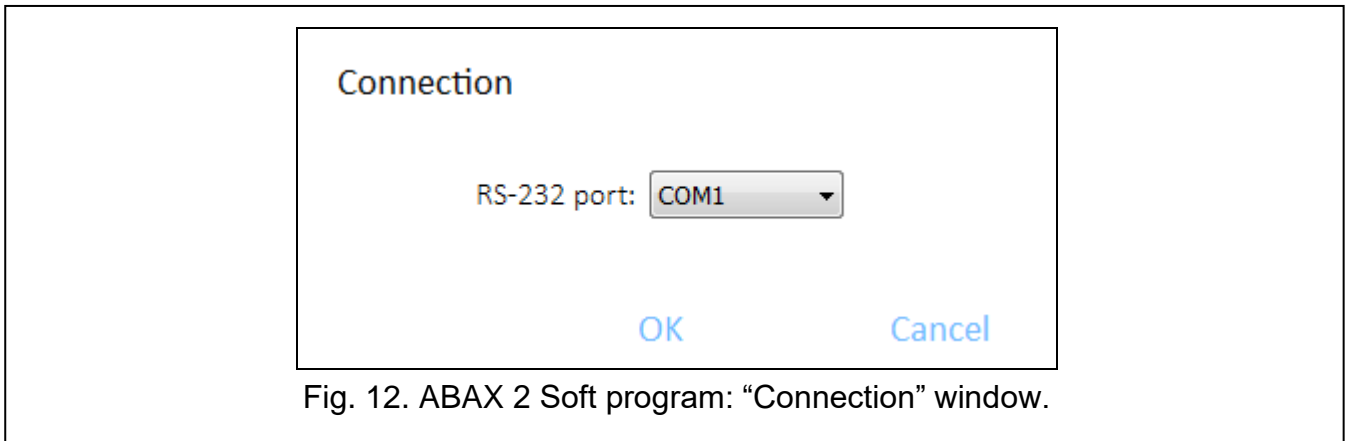 Connection
RS-232 port: COM1
OK Cancel
Fig. 12. ABAX 2 Soft program: “Connection” window.